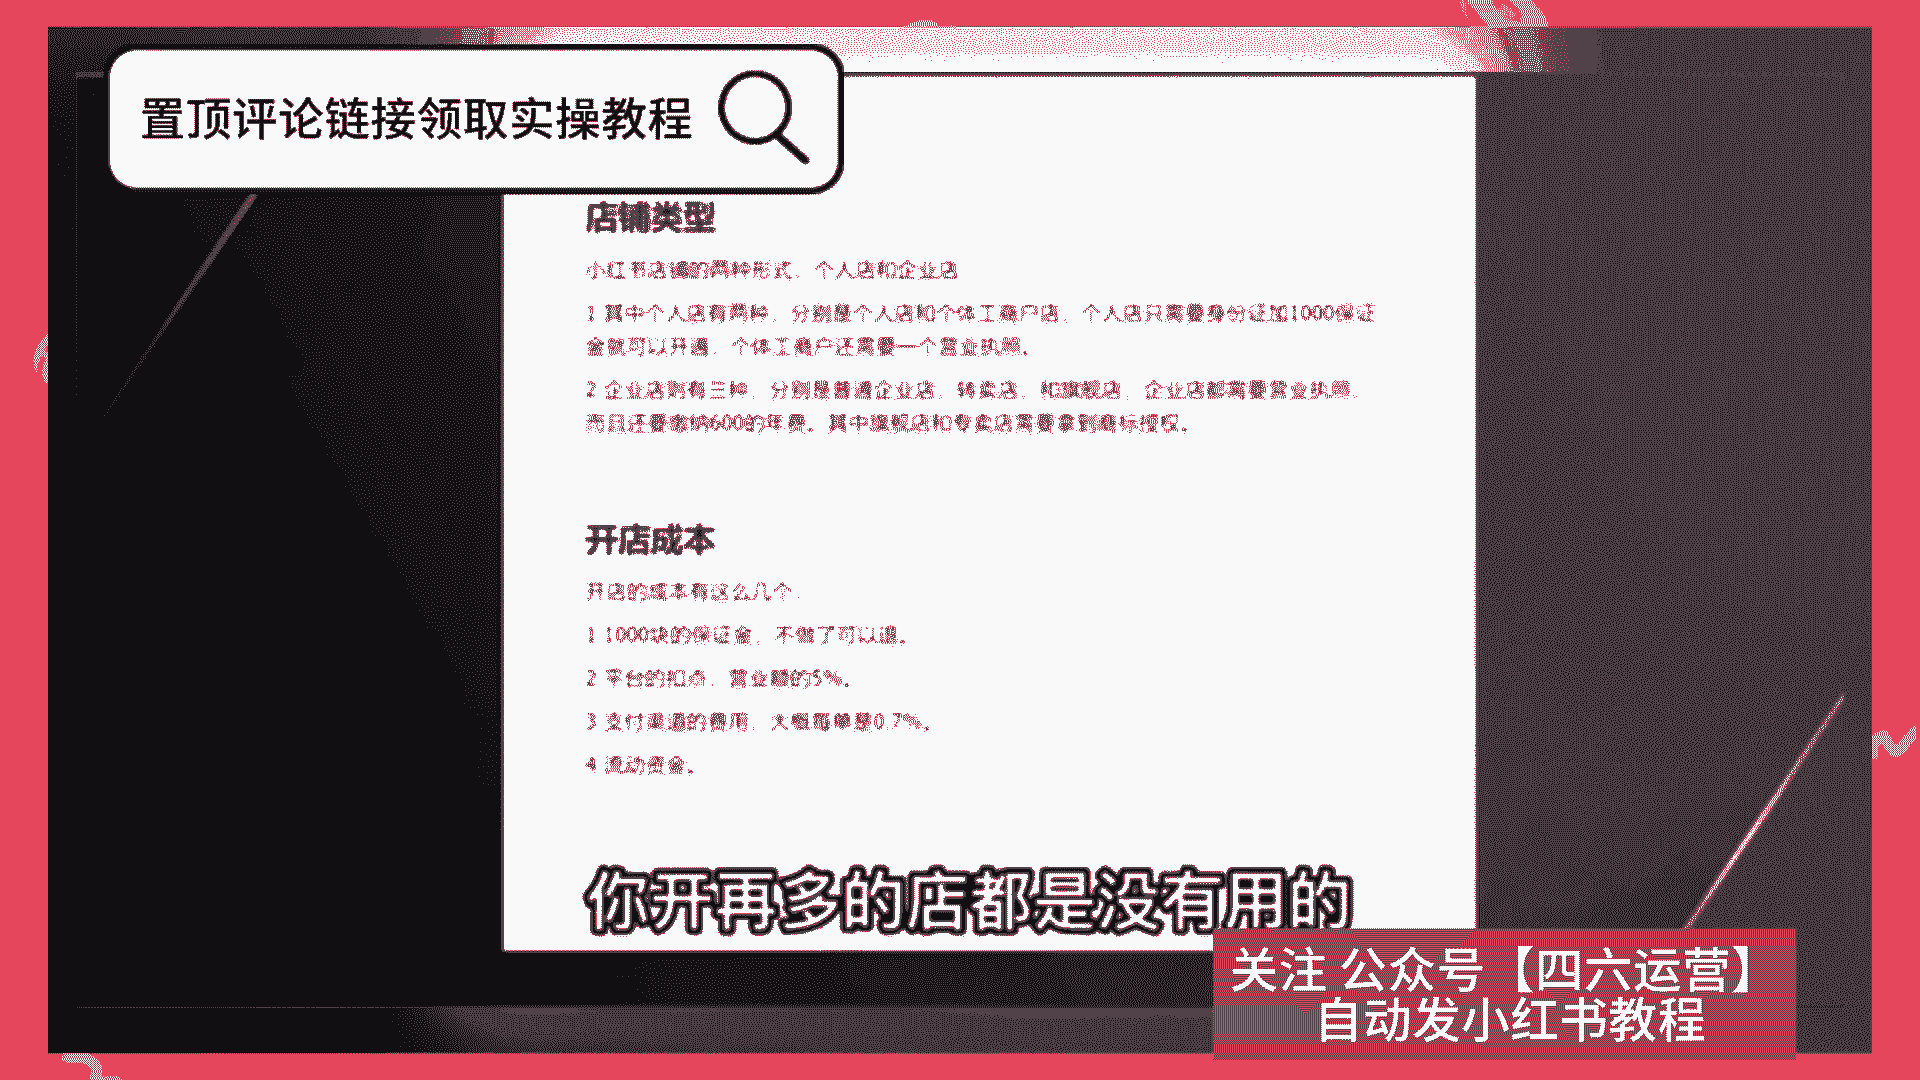 置顶评论链接领取实操教程
店铺类型
小红书店铺的两种形式，个人店和企业店
1 其中个人店有两种，分别是个人店和个体工商户店，个人店只需要身份证加1000保证
金就可以开通，个体工商户还需要一个营业执照。
2 企业店则有三种，分别是普通企业店，转卖店，和旗舰店，企业店都需要营业执照，
而且还要缴纳600的年费。其中旗舰店和专卖店需要拿到商标授权。
开店成本
开店的成本有这么几个，
1 1000块的保证金，不做了可以退。
2 平台的扣点，营业额的5%。
3 支付渠道的费用，大概每单是0.7%。
4 流动资金。
你开再多的店都是没有用的
关注 公众号【四六运营】
自动发小红书教程